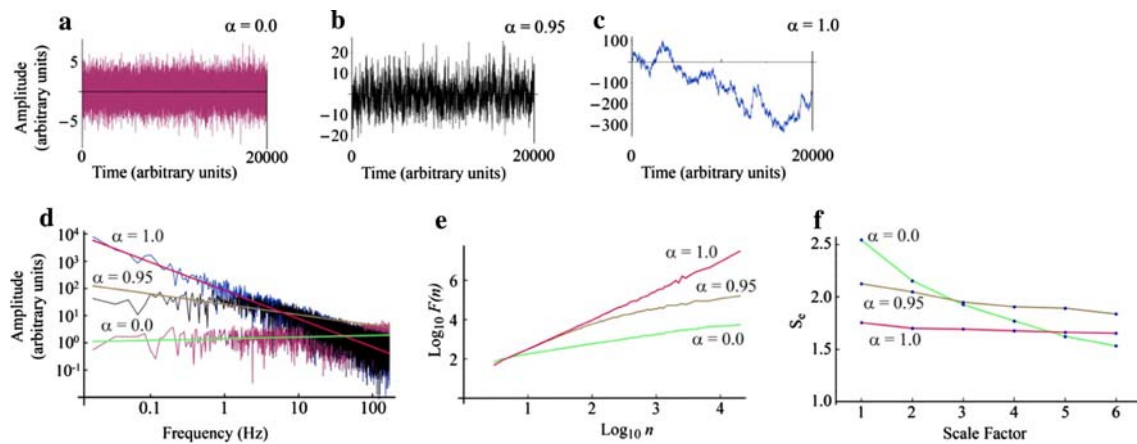 a
α = 0.0
Amplitude
(arbitrary units)
5
−5
0
20000
Time (arbitrary units)
b
α = 0.95
20
10
−10
−20
0
20000
Time (arbitrary units)
c
α = 1.0
100
−100
−200
−300
0
20000
Time (arbitrary units)
d
Amplitude
(arbitrary units)
10⁴
10³
10²
10¹
10⁰
10⁻¹
α = 1.0
α = 0.95
α = 0.0
0.1
1
10
100
Frequency (Hz)
e
Log₁₀ F(n)
6
4
2
α = 1.0
α = 0.95
α = 0.0
0
1
2
3
4
Log₁₀ n
f
Sₑ
2.5
2.0
1.5
1.0
α = 0.0
α = 0.95
α = 1.0
1
2
3
4
5
6
Scale Factor